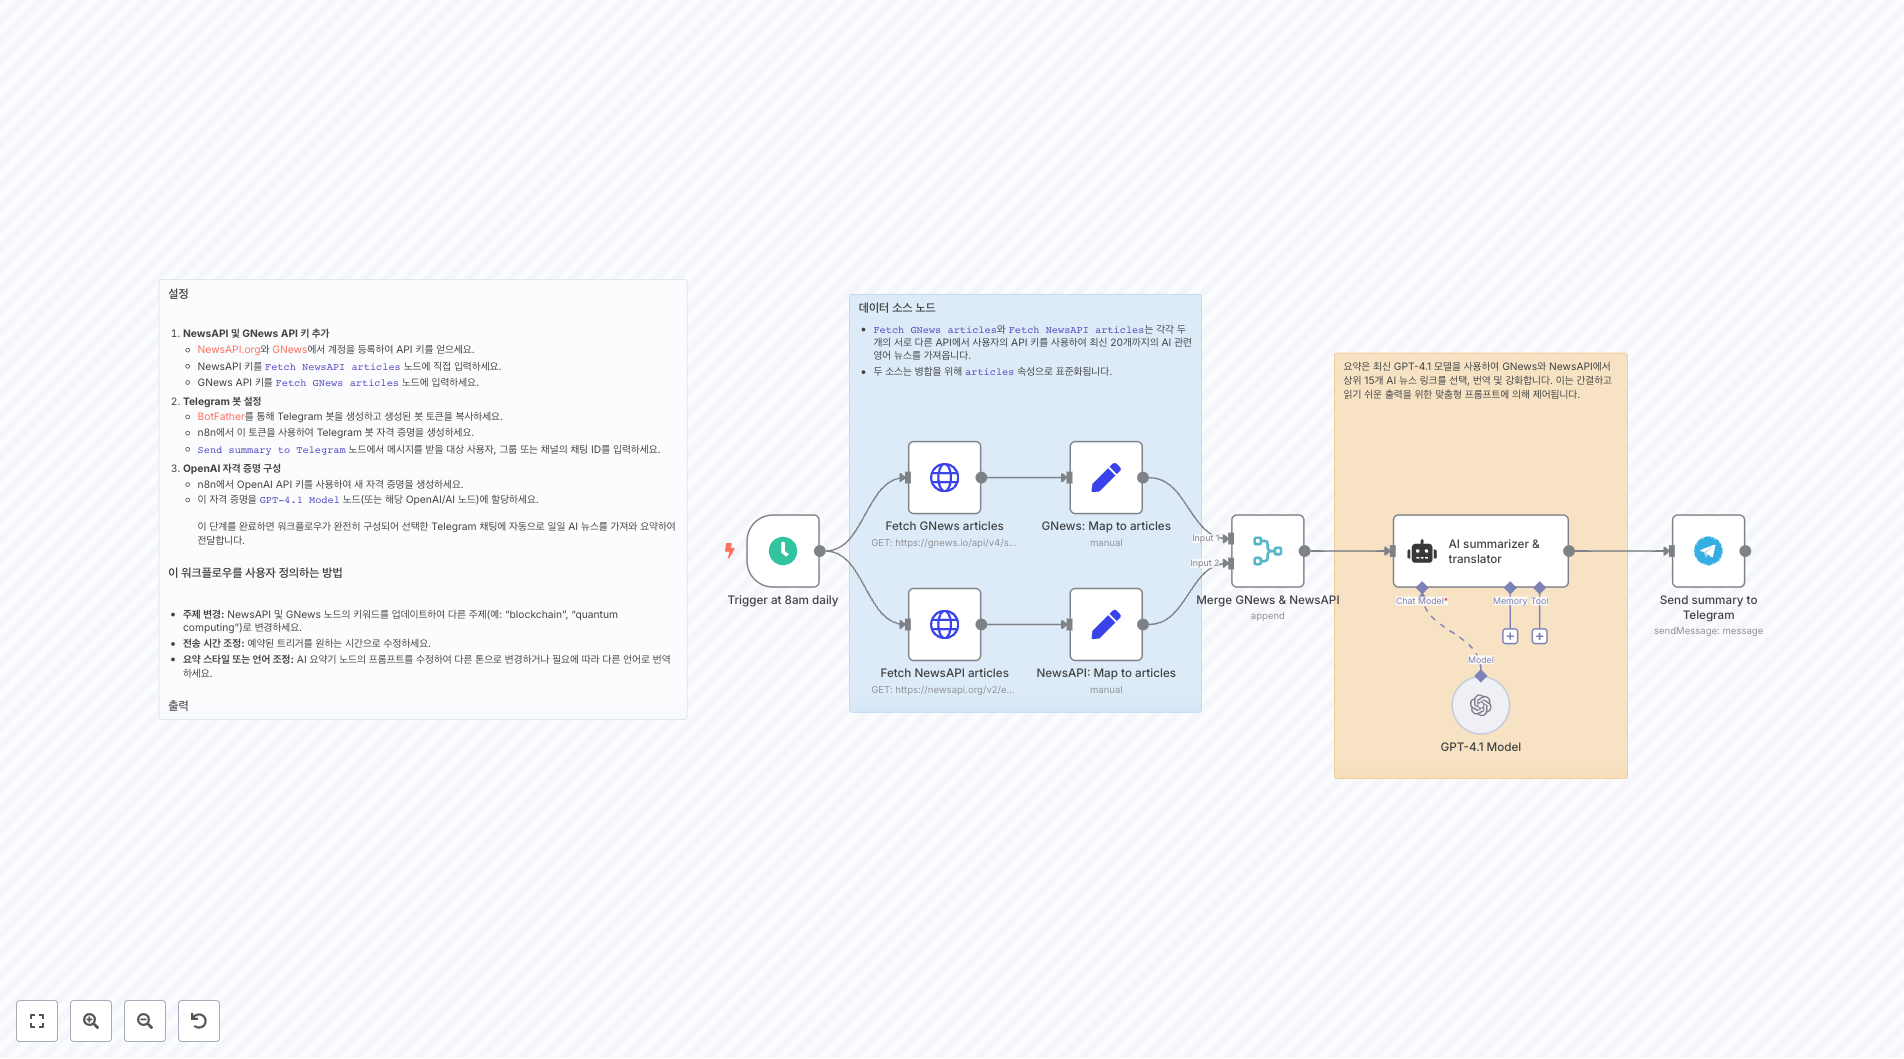 설정
1. NewsAPI 및 GNews API 키 추가
NewsAPI.org와 GNews에서 계정을 등록하여 API 키를 얻으세요.
NewsAPI 키를 Fetch NewsAPI articles 노드에 직접 입력하세요.
GNews API 키를 Fetch GNews articles 노드에 입력하세요.
2. Telegram 봇 설정
BotFather를 통해 Telegram 봇을 생성하고 생성된 봇 토큰을 복사하세요.
n8n에서 이 토큰을 사용하여 Telegram 봇 자격 증명을 생성하세요.
Send summary to Telegram 노드에서 메시지를 받을 대상 사용자, 그룹 또는 채널의 채팅 ID를 입력하세요.
3. OpenAI 자격 증명 구성
n8n에서 OpenAI API 키를 사용하여 새 자격 증명을 생성하세요.
이 자격 증명을 GPT-4.1 Model 노드(또는 해당 OpenAI/AI 노드)에 할당하세요.
이 단계를 완료하면 워크플로우가 완전히 구성되어 선택한 Telegram 채팅에 자동으로 일일 AI 뉴스를 가져와 요약하여
전달합니다.
이 워크플로우를 사용자 정의하는 방법
주제 변경: NewsAPI 및 GNews 노드의 키워드를 업데이트하여 다른 주제(예: “blockchain”, “quantum
computing”)로 변경하세요.
전송 시간 조정: 예약된 트리거를 원하는 시간으로 수정하세요.
요약 스타일 또는 언어 조정: AI 요약기 노드의 프롬프트를 수정하여 다른 톤으로 변경하거나 필요에 따라 다른 언어로 번역
하세요.
출력
Trigger at 8am daily
데이터 소스 노드
Fetch GNews articles와 Fetch NewsAPI articles는 각각 두
개의 서로 다른 API에서 사용자의 API 키를 사용하여 최신 20개까지의 AI 관련
영어 뉴스를 가져옵니다.
두 소스는 병합을 위해 articles 속성으로 표준화됩니다.
Fetch GNews articles
GET: https://gnews.io/api/v4/s...
GNews: Map to articles
manual
Fetch NewsAPI articles
GET: https://newsapi.org/v2/e...
NewsAPI: Map to articles
manual
Input 1
Input 2
Merge GNews & NewsAPI
append
요약은 최신 GPT-4.1 모델을 사용하여 GNews와 NewsAPI에서
상위 15개 AI 뉴스 링크를 선택, 번역 및 강화합니다. 이는 간결하고
읽기 쉬운 출력을 위한 맞춤형 프롬프트에 의해 제어됩니다.
AI summarizer &
translator
Chat Model*
Memory
Tool
Model
GPT-4.1 Model
Send summary to
Telegram
sendMessage: message